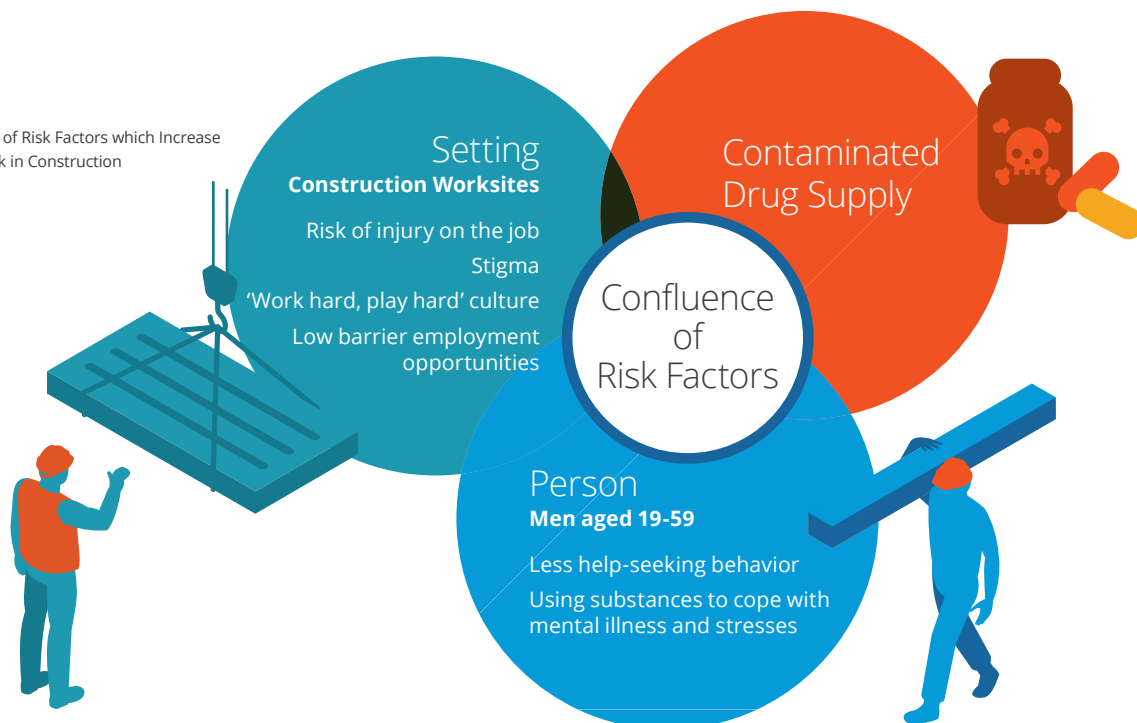 of Risk Factors which Increase
in Construction
Setting
Construction Worksites
Risk of injury on the job
Stigma
‘Work hard, play hard’ culture
Low barrier employment
opportunities
Contaminated
Drug Supply
Confluence
of
Risk Factors
Person
Men aged 19-59
Less help-seeking behavior
Using substances to cope with
mental illness and stresses